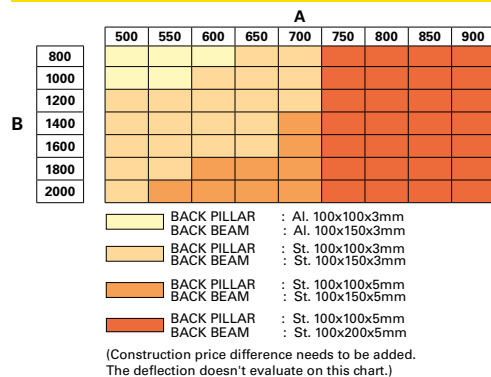 A
500 550 600 650 700 750 800 850 900
B
800
1000
1200
1400
1600
1800
2000
BACK PILLAR : Al. 100x100x3mm
BACK BEAM : Al. 100x150x3mm
BACK PILLAR : St. 100x100x3mm
BACK BEAM : St. 100x150x3mm
BACK PILLAR : St. 100x100x5mm
BACK BEAM : St. 100x150x5mm
BACK PILLAR : St. 100x100x5mm
BACK BEAM : St. 100x200x5mm
(Construction price difference needs to be added.
The deflection doesn't evaluate on this chart.)